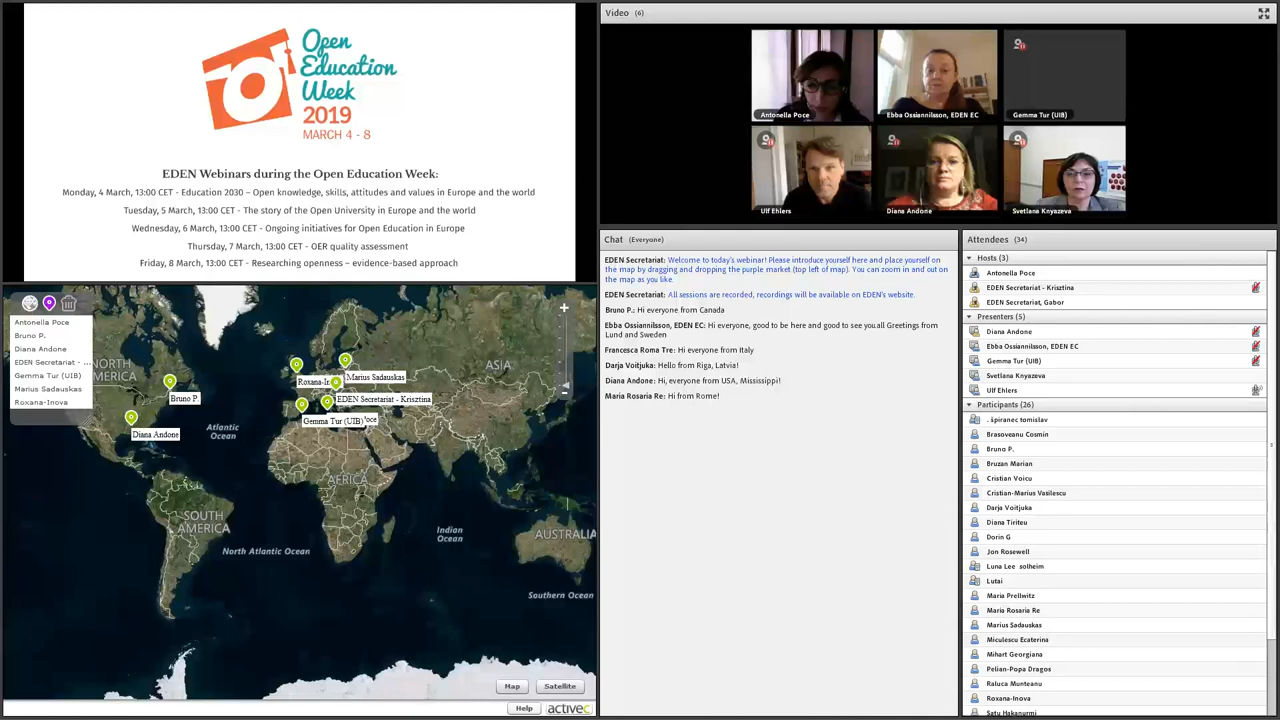 Open
Education
Week
2019
MARCH 4 - 8
EDEN Webinars during the Open Education Week:
Monday, 4 March, 13:00 CET - Education 2030 – Open knowledge, skills, attitudes and values in Europe and the world
Tuesday, 5 March, 13:00 CET - The story of the Open University in Europe and the world
Wednesday, 6 March, 13:00 CET - Ongoing initiatives for Open Education in Europe
Thursday, 7 March, 13:00 CET - OER quality assessment
Friday, 8 March, 13:00 CET - Researching openness – evidence-based approach
Antonella Poce
Bruno P.
Diana Andone
EDEN Secretariat - ...
Gemma Tur (UIB)
Marius Sadauskas
Roxana-Inova
NORTH
AMERICA
ASIA
Marius Sadauskas
Roxana-In
Bruno P.
EDEN Secretariat - Krisztina
Gemma Tur (UIB)
oce
Diana Andone
Atlantic
Ocean
AFRICA
SOUTH
AMERICA
Indian
Ocean
AUSTRALIA
North Atlantic Ocean
Southern Ocean
Map
Satellite
Help
activec
Video (6)
Antonella Poce
Ebba Ossiannilsson, EDEN EC
Gemma Tur (UIB)
Ulf Ehlers
Diana Andone
Svetlana Knyazeva
Chat (Everyone)
EDEN Secretariat: Welcome to today's webinar! Please introduce yourself here and place yourself on
the map by dragging and dropping the purple market (top left of map). You can zoom in and out on
the map as you like.
EDEN Secretariat: All sessions are recorded, recordings will be available on EDEN's website.
Bruno P.: Hi everyone from Canada
Ebba Ossiannilsson, EDEN EC: Hi everyone, good to be here and good to see you.all Greetings from
Lund and Sweden
Francesca Roma Tre: Hi everyone from Italy
Darja Voitjuka: Hello from Riga, Latvia!
Diana Andone: Hi, everyone from USA, Mississippi!
Maria Rosaria Re: Hi from Rome!
Attendees (34)
Hosts (3)
Antonella Poce
EDEN Secretariat - Krisztina
EDEN Secretariat, Gabor
Presenters (5)
Diana Andone
Ebba Ossiannilsson, EDEN EC
Gemma Tur (UIB)
Svetlana Knyazeva
Ulf Ehlers
Participants (26)
. špiranec tomislav
Brasoveanu Cosmin
Bruno P.
Bruzan Marian
Cristian Voicu
Cristian-Marius Vasilescu
Darja Voitjuka
Diana Tiriteu
Dorin G
Jon Rosewell
Luna Lee solheim
Lutai
Maria Prellwitz
Maria Rosaria Re
Marius Sadauskas
Miculescu Ecaterina
Mihart Georgiana
Pelian-Popa Dragos
Raluca Munteanu
Roxana-Inova
Satu Hakanurmi